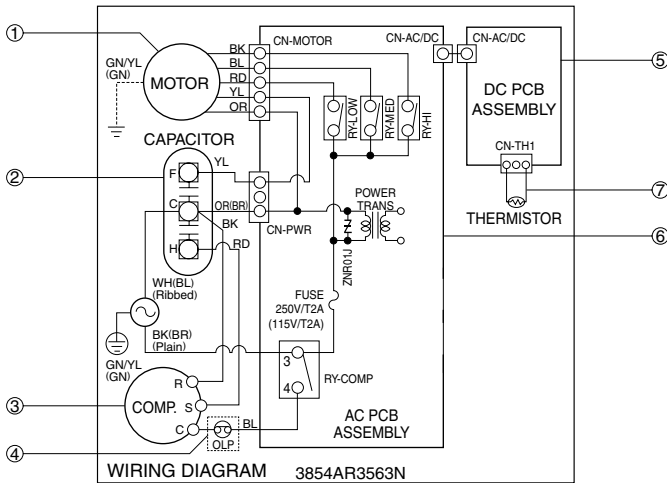 1
BK
CN-MOTOR
CN-AC/DC
CN-AC/DC
5
GN/YL
(GN)
BL
MOTOR
RD
YL
OR
RY-LOW
RY-MED
RY-HI
DC PCB
ASSEMBLY
CN-TH1
CAPACITOR
2
F
YL
C
OR(BR)
BK
H
RD
CN-PWR
POWER
TRANS
ZNR01J
7
THERMISTOR
6
WH(BL)
(Ribbed)
FUSE
250V/T2A
(115V/T2A)
BK(BR)
(Plain)
GN/YL
(GN)
3
4
RY-COMP
3
R
COMP.
S
C
BL
OLP
4
AC PCB
ASSEMBLY
WIRING DIAGRAM 3854AR3563N